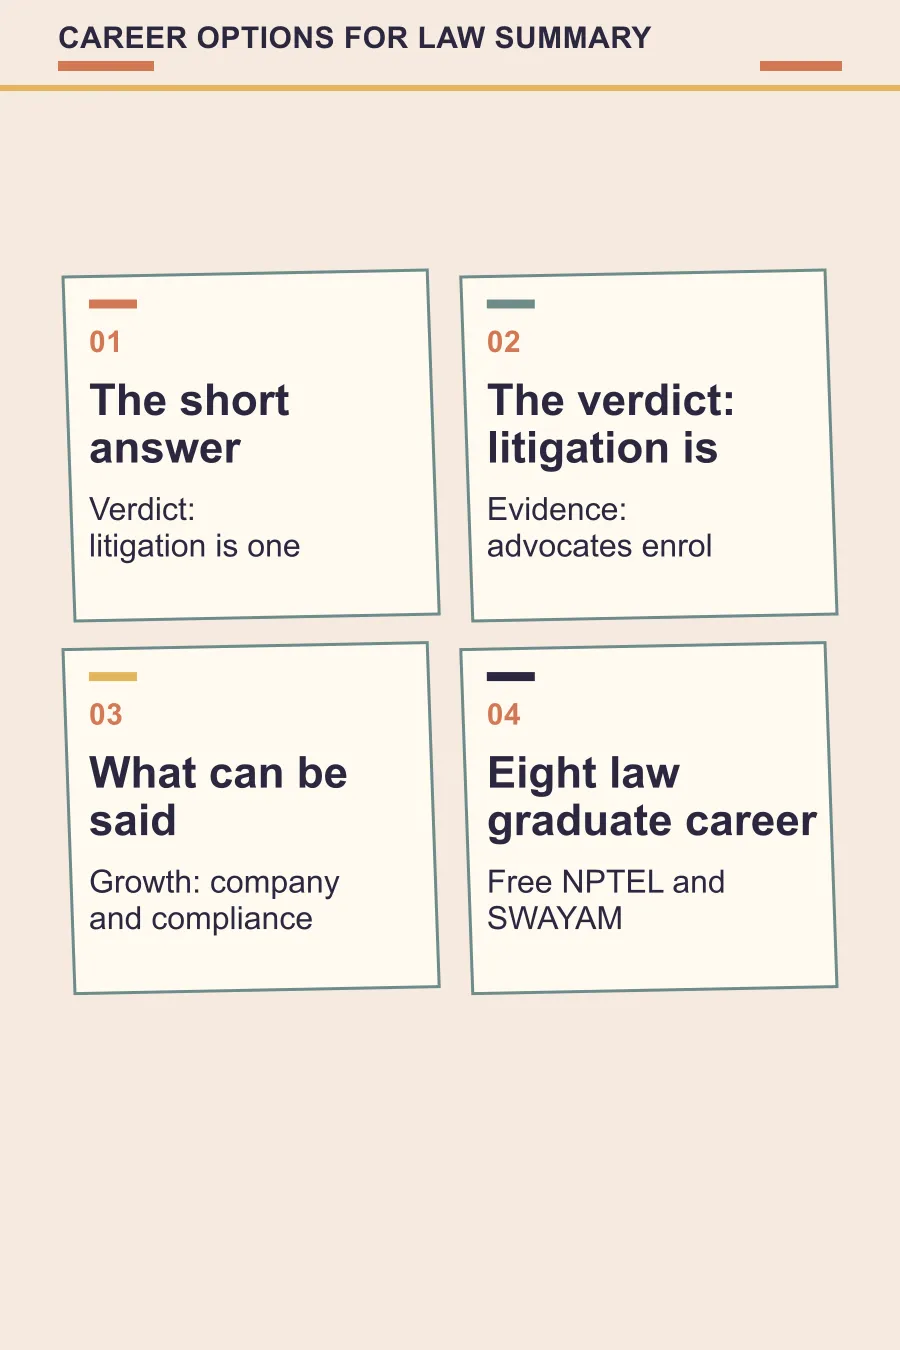 CAREER OPTIONS FOR LAW SUMMARY
01
The short
answer
Verdict:
litigation is one
02
The verdict:
litigation is
Evidence:
advocates enrol
03
What can be
said
Growth: company
and compliance
04
Eight law
graduate career
Free NPTEL and
SWAYAM